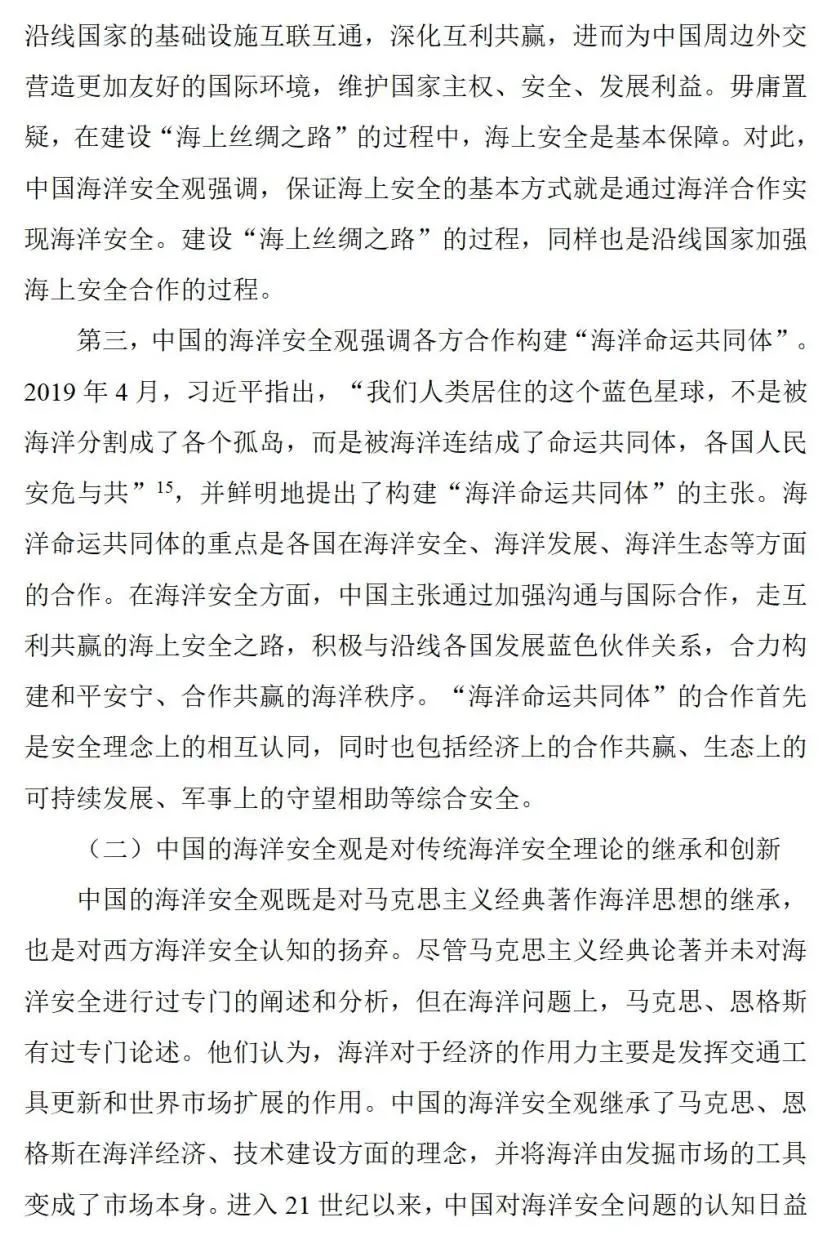 沿线国家的基础设施互联互通，深化互利共赢，进而为中国周边外交
营造更加友好的国际环境，维护国家主权、安全、发展利益。毋庸置
疑，在建设“海上丝绸之路”的过程中，海上安全是基本保障。对此，
中国海洋安全观强调，保证海上安全的基本方式就是通过海洋合作实
现海洋安全。建设“海上丝绸之路”的过程，同样也是沿线国家加强
海上安全合作的过程。
第三，中国的海洋安全观强调各方合作构建“海洋命运共同体”。
2019 年 4 月，习近平指出，“我们人类居住的这个蓝色星球，不是被
海洋分割成了各个孤岛，而是被海洋连结成了命运共同体，各国人民
安危与共”15，并鲜明地提出了构建“海洋命运共同体”的主张。海
洋命运共同体的重点是各国在海洋安全、海洋发展、海洋生态等方面
的合作。在海洋安全方面，中国主张通过加强沟通与国际合作，走互
利共赢的海上安全之路，积极与沿线各国发展蓝色伙伴关系，合力构
建和平安宁、合作共赢的海洋秩序。“海洋命运共同体”的合作首先
是安全理念上的相互认同，同时也包括经济上的合作共赢、生态上的
可持续发展、军事上的守望相助等综合安全。
（二）中国的海洋安全观是对传统海洋安全理论的继承和创新
中国的海洋安全观既是对马克思主义经典著作海洋思想的继承，
也是对西方海洋安全认知的扬弃。尽管马克思主义经典论著并未对海
洋安全进行过专门的阐述和分析，但在海洋问题上，马克思、恩格斯
有过专门论述。他们认为，海洋对于经济的作用力主要是发挥交通工
具更新和世界市场扩展的作用。中国的海洋安全观继承了马克思、恩
格斯在海洋经济、技术建设方面的理念，并将海洋由发掘市场的工具
变成了市场本身。进入 21 世纪以来，中国对海洋安全问题的认知日益